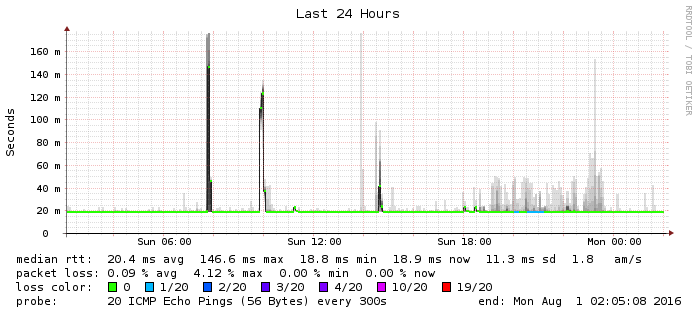 Last 24 Hours
RRDTOOL / TOBI OETIKER
Seconds
160 m
140 m
120 m
100 m
80 m
60 m
40 m
20 m
0
Sun 06:00 Sun 12:00 Sun 18:00 Mon 00:00
median rtt: 20.4 ms avg 146.6 ms max 18.8 ms min 18.9 ms now 11.3 ms sd 1.8 am/s
packet loss: 0.09 % avg 4.12 % max 0.00 % min 0.00 % now
loss color: 0 1/20 2/20 3/20 4/20 10/20 19/20
probe: 20 ICMP Echo Pings (56 Bytes) every 300s end: Mon Aug 1 02:05:08 2016